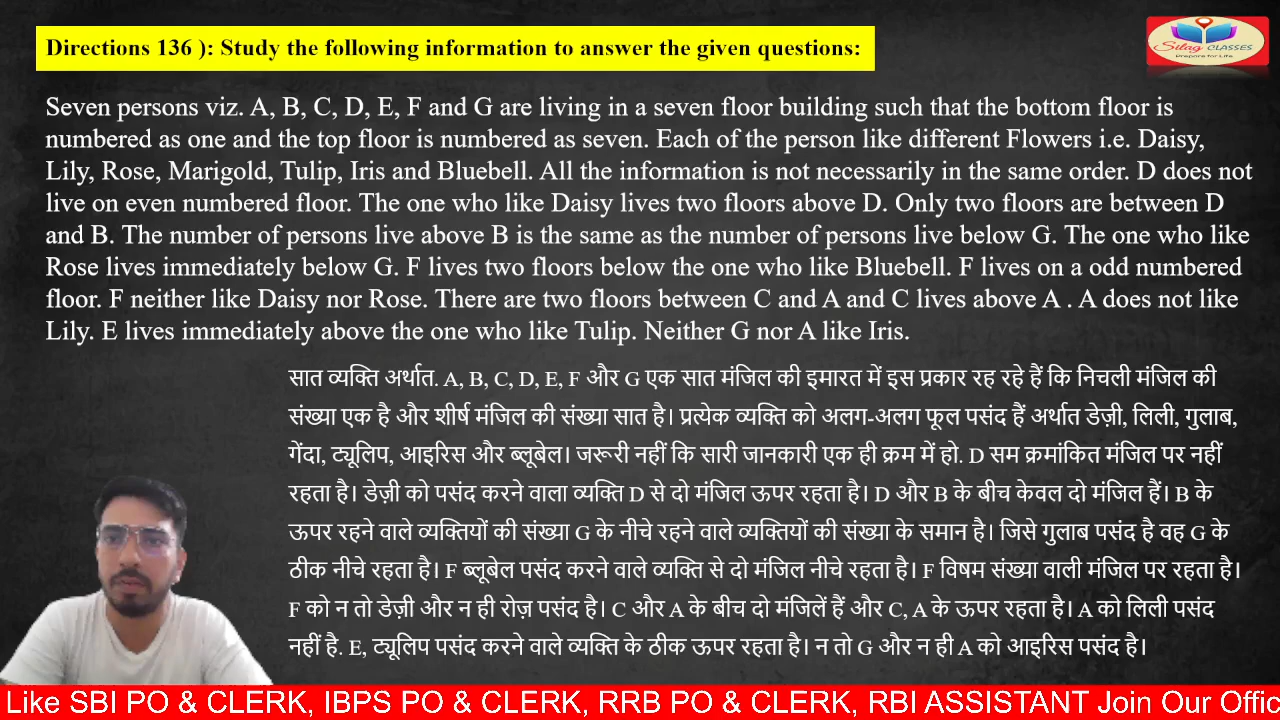 Directions 136 ): Study the following information to answer the given questions:
Silag CLASSES
Prepare for Life
Seven persons viz. A, B, C, D, E, F and G are living in a seven floor building such that the bottom floor is
numbered as one and the top floor is numbered as seven. Each of the person like different Flowers i.e. Daisy,
Lily, Rose, Marigold, Tulip, Iris and Bluebell. All the information is not necessarily in the same order. D does not
live on even numbered floor. The one who like Daisy lives two floors above D. Only two floors are between D
and B. The number of persons live above B is the same as the number of persons live below G. The one who like
Rose lives immediately below G. F lives two floors below the one who like Bluebell. F lives on a odd numbered
floor. F neither like Daisy nor Rose. There are two floors between C and A and C lives above A . A does not like
Lily. E lives immediately above the one who like Tulip. Neither G nor A like Iris.
सात व्यक्ति अर्थात. A, B, C, D, E, F और G एक सात मंजिल की इमारत में इस प्रकार रह रहे हैं कि निचली मंजिल की
संख्या एक है और शीर्ष मंजिल की संख्या सात है। प्रत्येक व्यक्ति को अलग-अलग फूल पसंद हैं अर्थात डेज़ी, लिली, गुलाब,
गेंदा, ट्यूलिप, आइरिस और ब्लूबेल। जरूरी नहीं कि सारी जानकारी एक ही क्रम में हो. D सम क्रमांकित मंजिल पर नहीं
रहता है। डेज़ी को पसंद करने वाला व्यक्ति D से दो मंजिल ऊपर रहता है। D और B के बीच केवल दो मंजिल हैं। B के
ऊपर रहने वाले व्यक्तियों की संख्या G के नीचे रहने वाले व्यक्तियों की संख्या के समान है। जिसे गुलाब पसंद है वह G के
ठीक नीचे रहता है। F ब्लूबेल पसंद करने वाले व्यक्ति से दो मंजिल नीचे रहता है। F विषम संख्या वाली मंजिल पर रहता है।
F को न तो डेज़ी और न ही रोज़ पसंद है। C और A के बीच दो मंजिलें हैं और C, A के ऊपर रहता है। A को लिली पसंद
नहीं है. E, ट्यूलिप पसंद करने वाले व्यक्ति के ठीक ऊपर रहता है। न तो G और न ही A को आइरिस पसंद है।
Like SBI PO & CLERK, IBPS PO & CLERK, RRB PO & CLERK, RBI ASSISTANT Join Our Offic